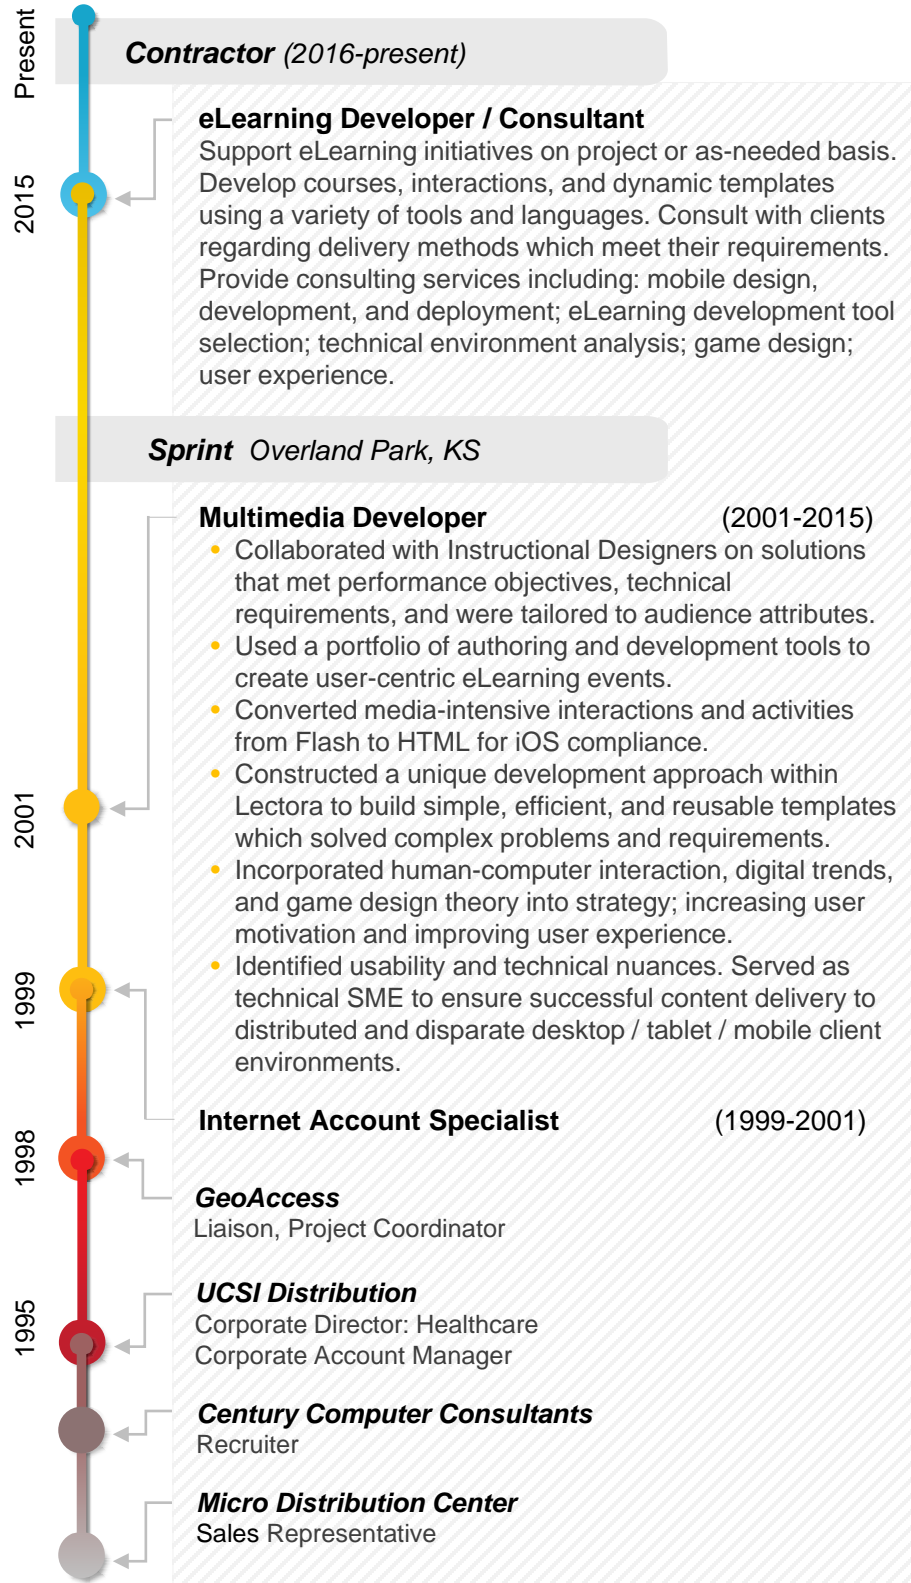 Present
Contractor (2016-present)
eLearning Developer / Consultant
Support eLearning initiatives on project or as-needed basis.
Develop courses, interactions, and dynamic templates
using a variety of tools and languages. Consult with clients
regarding delivery methods which meet their requirements.
Provide consulting services including: mobile design,
development, and deployment; eLearning development tool
selection; technical environment analysis; game design;
user experience.
2015
Sprint Overland Park, KS
Multimedia Developer (2001-2015)
• Collaborated with Instructional Designers on solutions
that met performance objectives, technical
requirements, and were tailored to audience attributes.
• Used a portfolio of authoring and development tools to
create user-centric eLearning events.
• Converted media-intensive interactions and activities
from Flash to HTML for iOS compliance.
• Constructed a unique development approach within
Lectora to build simple, efficient, and reusable templates
which solved complex problems and requirements.
• Incorporated human-computer interaction, digital trends,
and game design theory into strategy; increasing user
motivation and improving user experience.
• Identified usability and technical nuances. Served as
technical SME to ensure successful content delivery to
distributed and disparate desktop / tablet / mobile client
environments.
2001
1999
Internet Account Specialist (1999-2001)
1998
GeoAccess
Liaison, Project Coordinator
1995
UCSI Distribution
Corporate Director: Healthcare
Corporate Account Manager
Century Computer Consultants
Recruiter
Micro Distribution Center
Sales Representative